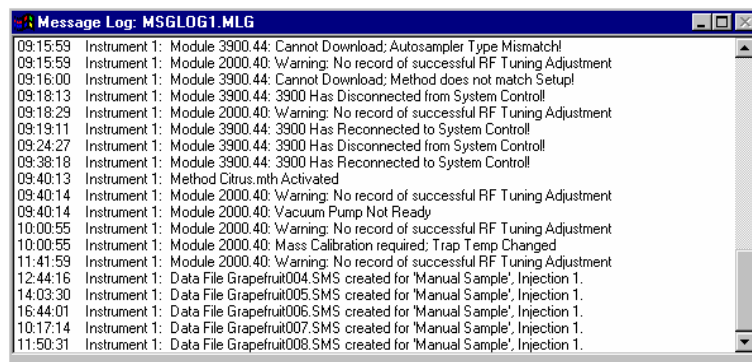 Message Log: MSGLOG1.MLG
09:15:59 Instrument 1: Module 3900.44: Cannot Download; Autosampler Type Mismatch!
09:15:59 Instrument 1: Module 2000.40: Warning: No record of successful RF Tuning Adjustment
09:16:00 Instrument 1: Module 3900.44: Cannot Download; Method does not match Setup!
09:18:13 Instrument 1: Module 3900.44: 3900 Has Disconnected from System Control!
09:18:29 Instrument 1: Module 2000.40: Warning: No record of successful RF Tuning Adjustment
09:19:11 Instrument 1: Module 3900.44: 3900 Has Reconnected to System Control!
09:24:27 Instrument 1: Module 3900.44: 3900 Has Disconnected from System Control!
09:38:18 Instrument 1: Module 3900.44: 3900 Has Reconnected to System Control!
09:40:13 Instrument 1: Method Citrus.mth Activated
09:40:14 Instrument 1: Module 2000.40: Warning: No record of successful RF Tuning Adjustment
09:40:14 Instrument 1: Module 2000.40: Vacuum Pump Not Ready
10:00:55 Instrument 1: Module 2000.40: Warning: No record of successful RF Tuning Adjustment
10:00:55 Instrument 1: Module 2000.40: Mass Calibration required; Trap Temp Changed
11:41:59 Instrument 1: Module 2000.40: Warning: No record of successful RF Tuning Adjustment
12:44:16 Instrument 1: Data File Grapefruit004.SMS created for 'Manual Sample', Injection 1.
14:03:30 Instrument 1: Data File Grapefruit005.SMS created for 'Manual Sample', Injection 1.
16:44:01 Instrument 1: Data File Grapefruit006.SMS created for 'Manual Sample', Injection 1.
10:17:14 Instrument 1: Data File Grapefruit007.SMS created for 'Manual Sample', Injection 1.
11:50:31 Instrument 1: Data File Grapefruit008.SMS created for 'Manual Sample', Injection 1.